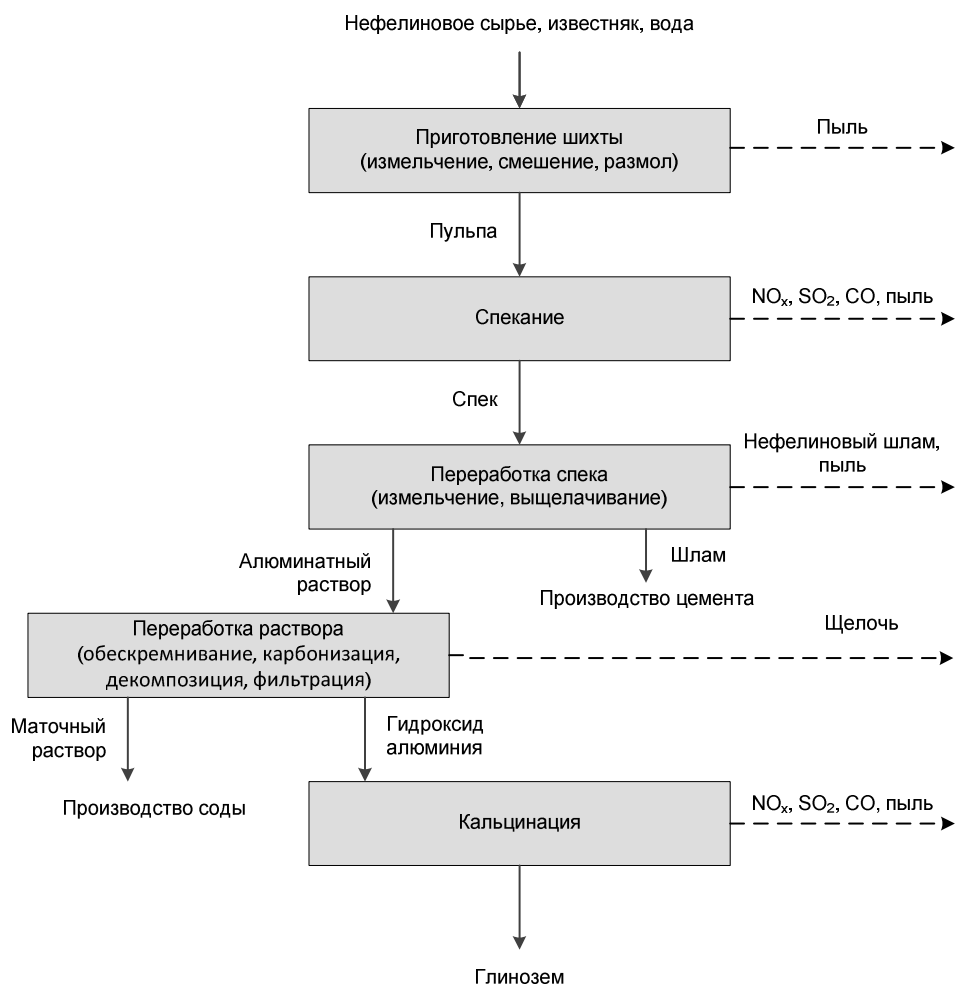 Нефелиновое сырье, известняк, вода
Приготовление шихты
(измельчение, смешение, размол)
Пыль
Пульпа
Спекание
NOₓ, SO₂, CO, пыль
Спек
Переработка спека
(измельчение, выщелачивание)
Нефелиновый шлам,
пыль
Алюминатный
раствор
Шлам
Производство цемента
Переработка раствора
(обескремнивание, карбонизация,
декомпозиция, фильтрация)
Щелочь
Маточный
раствор
Гидроксид
алюминия
Производство соды
Кальцинация
NOₓ, SO₂, CO, пыль
Глинозем